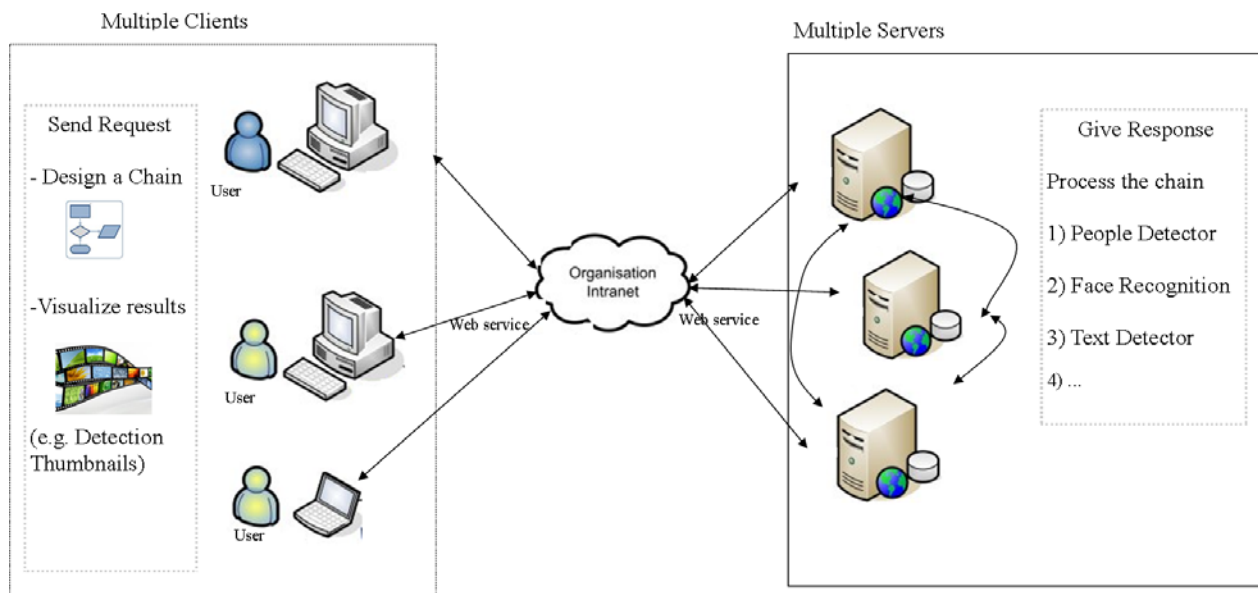 Multiple Clients
Send Request
- Design a Chain
-Visualize results
(e.g. Detection
Thumbnails)
User
User
User
Web service
Organisation
Intranet
Web service
Multiple Servers
Give Response
Process the chain
1) People Detector
2) Face Recognition
3) Text Detector
4) ...